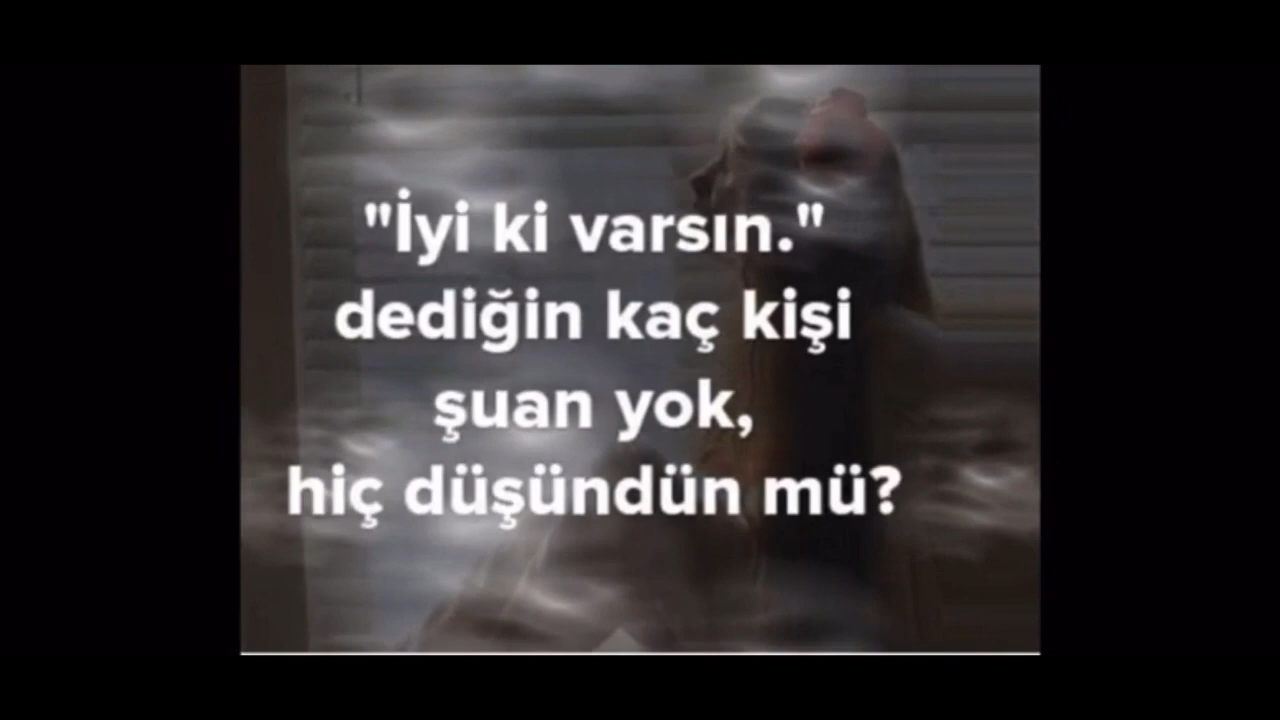 "İyi ki varsın."
dediğin kaç kişi
şuan yok,
hiç düşündün mü?